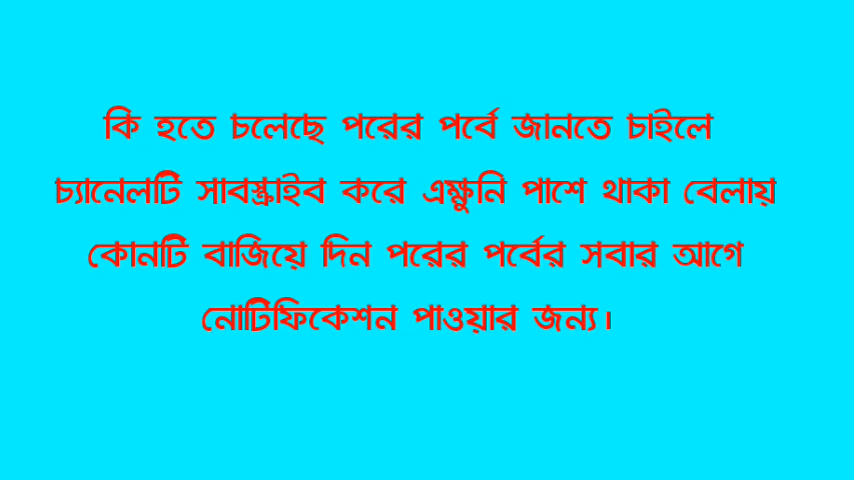 কি হতে চলেছে পরের পর্বে জানতে চাইলে
চ্যানেলটি সাবস্ক্রাইব করে এক্ষুনি পাশে থাকা বেলায়
কোনটি বাজিয়ে দিন পরের পর্বের সবার আগে
নোটিফিকেশন পাওয়ার জন্য।